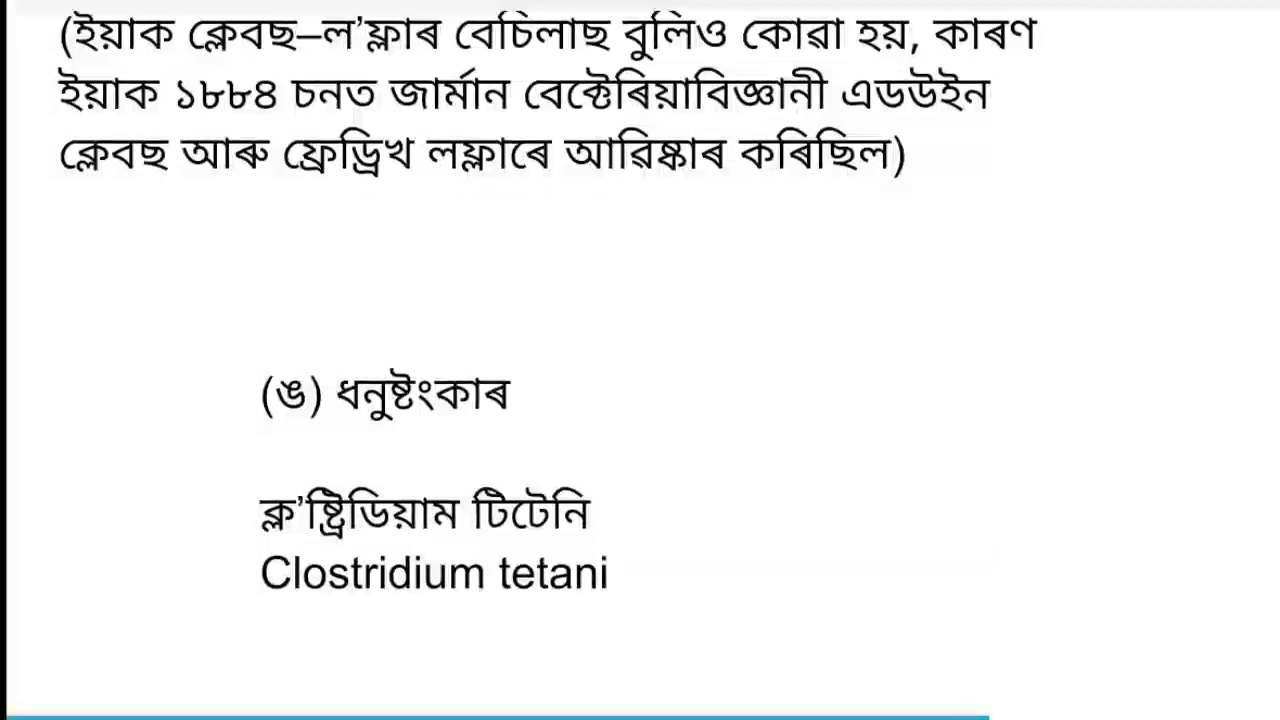 (ইয়াক ক্লেবছ–ল'ফ্লাৰ বেচিলাছ বুলিও কোৱা হয়, কাৰণ
ইয়াক ১৮৮৪ চনত জাৰ্মান বেক্টেৰিয়াবিজ্ঞানী এডউইন
ক্লেবছ আৰু ফ্ৰেড্ৰিখ লফ্লাৰে আৱিষ্কাৰ কৰিছিল)
(ঙ) ধনুষ্টংকাৰ
ক্ল'ষ্ট্ৰিডিয়াম টিটেনি
Clostridium tetani